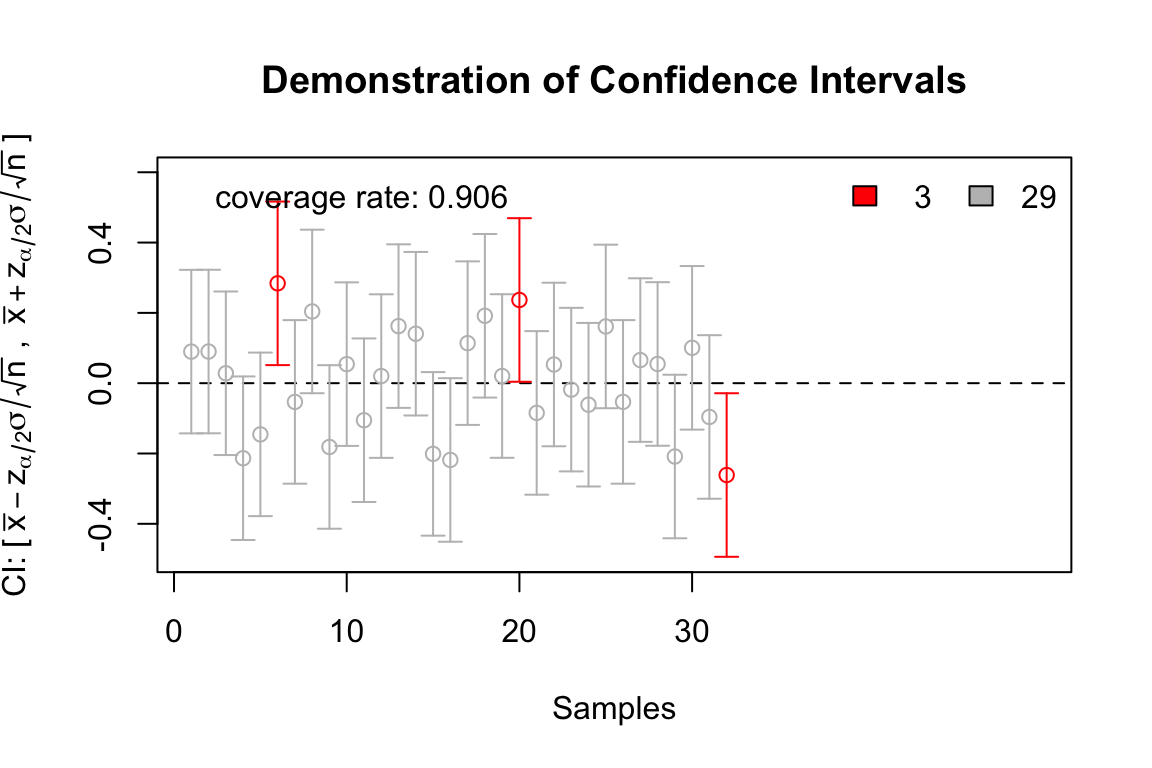 Demonstration of Confidence Intervals
CI: [ x̅ − zα/2σ/√n , x̅ + zα/2σ/√n ]
coverage rate: 0.906
3 29
0.4
0.0
-0.4
0 10 20 30
Samples